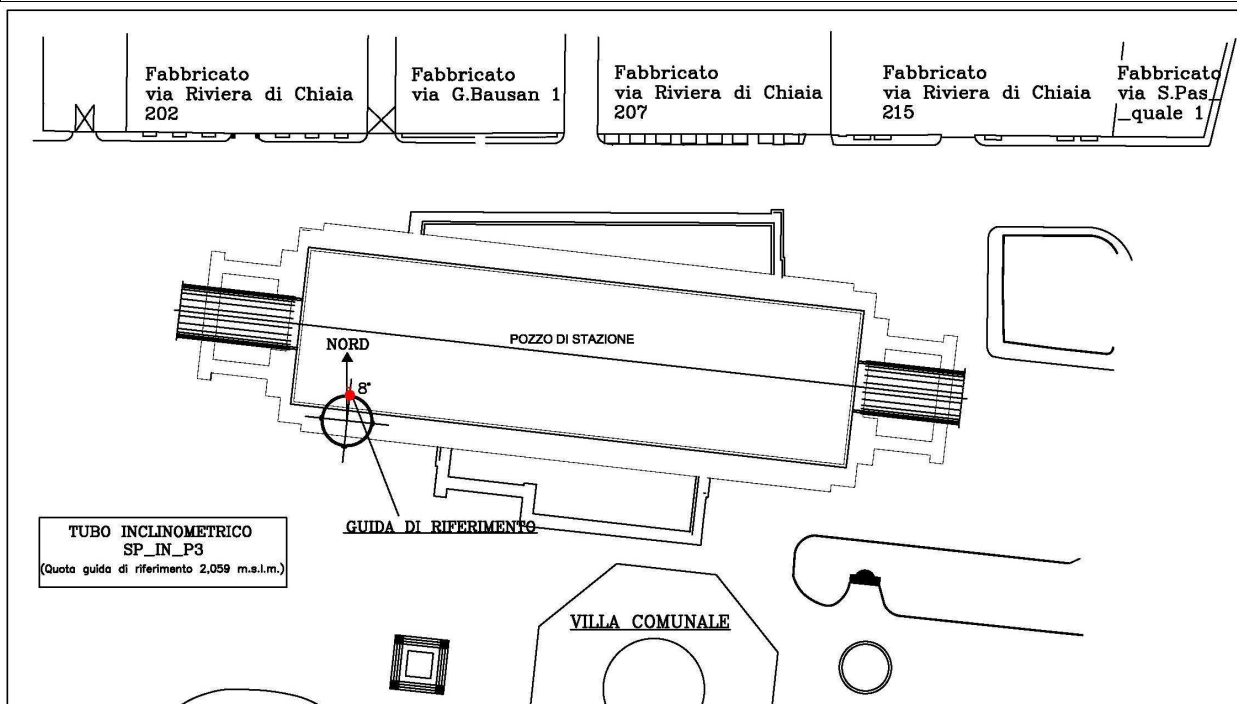 Fabbricato
via Riviera di Chiaia
202
Fabbricato
via G.Bausan 1
Fabbricato
via Riviera di Chiaia
207
Fabbricato
via Riviera di Chiaia
215
Fabbricato
via S.Pas_
_quale 1
POZZO DI STAZIONE
NORD
8°
GUIDA DI RIFERIMENTO
TUBO INCLINOMETRICO
SP_IN_P3
(Quota guida di riferimento 2,059 m.s.l.m.)
VILLA COMUNALE